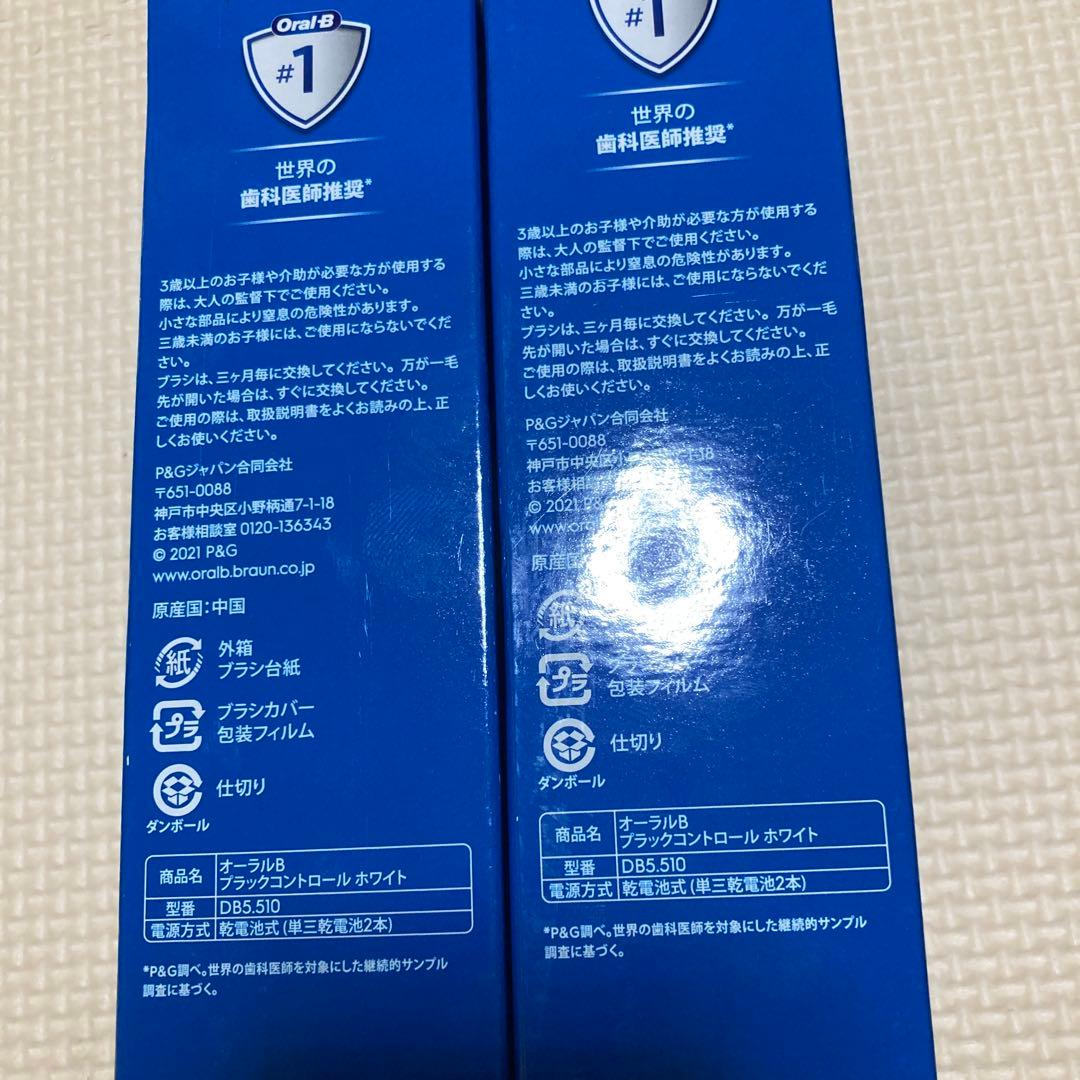 Oral-B
#1
世界の
歯科医師推奨*
3歳以上のお子様や介助が必要な方が使用する
際は、大人の監督下でご使用ください。
小さな部品により窒息の危険性があります。
三歳未満のお子様には、ご使用にならないでくだ
さい。
ブラシは、三ヶ月毎に交換してください。万が一毛
先が開いた場合は、すぐに交換してください。
ご使用の際は、取扱説明書をよくお読みの上、正
しくお使いください。
P&Gジャパン合同会社
〒651-0088
神戸市中央区小野柄通7-1-18
お客様相談室 0120-136343
© 2021 P&G
www.oralb.braun.co.jp
原産国：中国
紙
外箱
ブラシ台紙
プラ
ブラシカバー
包装フィルム
仕切り
ダンボール
商品名 オーラルB
プラックコントロール ホワイト
型番 DB5.510
電源方式 乾電池式 (単三乾電池2本)
*P&G調べ。世界の歯科医師を対象にした継続的サンプル
調査に基づく。
#1
世界の
歯科医師推奨*
3歳以上のお子様や介助が必要な方が使用する
際は、大人の監督下でご使用ください。
小さな部品により窒息の危険性があります。
三歳未満のお子様には、ご使用にならないでくだ
さい。
ブラシは、三ヶ月毎に交換してください。万が一毛
先が開いた場合は、すぐに交換してください。
ご使用の際は、取扱説明書をよくお読みの上、正
しくお使いください。
P&Gジャパン合同会社
〒651-0088
神戸市中央区 1-18
お客様相
© 2021 P
www.ora
原産国
紙
プラ
包装フィルム
仕切り
ダンボール
商品名 オーラルB
プラックコントロール ホワイト
型番 DB5.510
電源方式 乾電池式 (単三乾電池2本)
*P&G調べ。世界の歯科医師を対象にした継続的サンプル
調査に基づく。